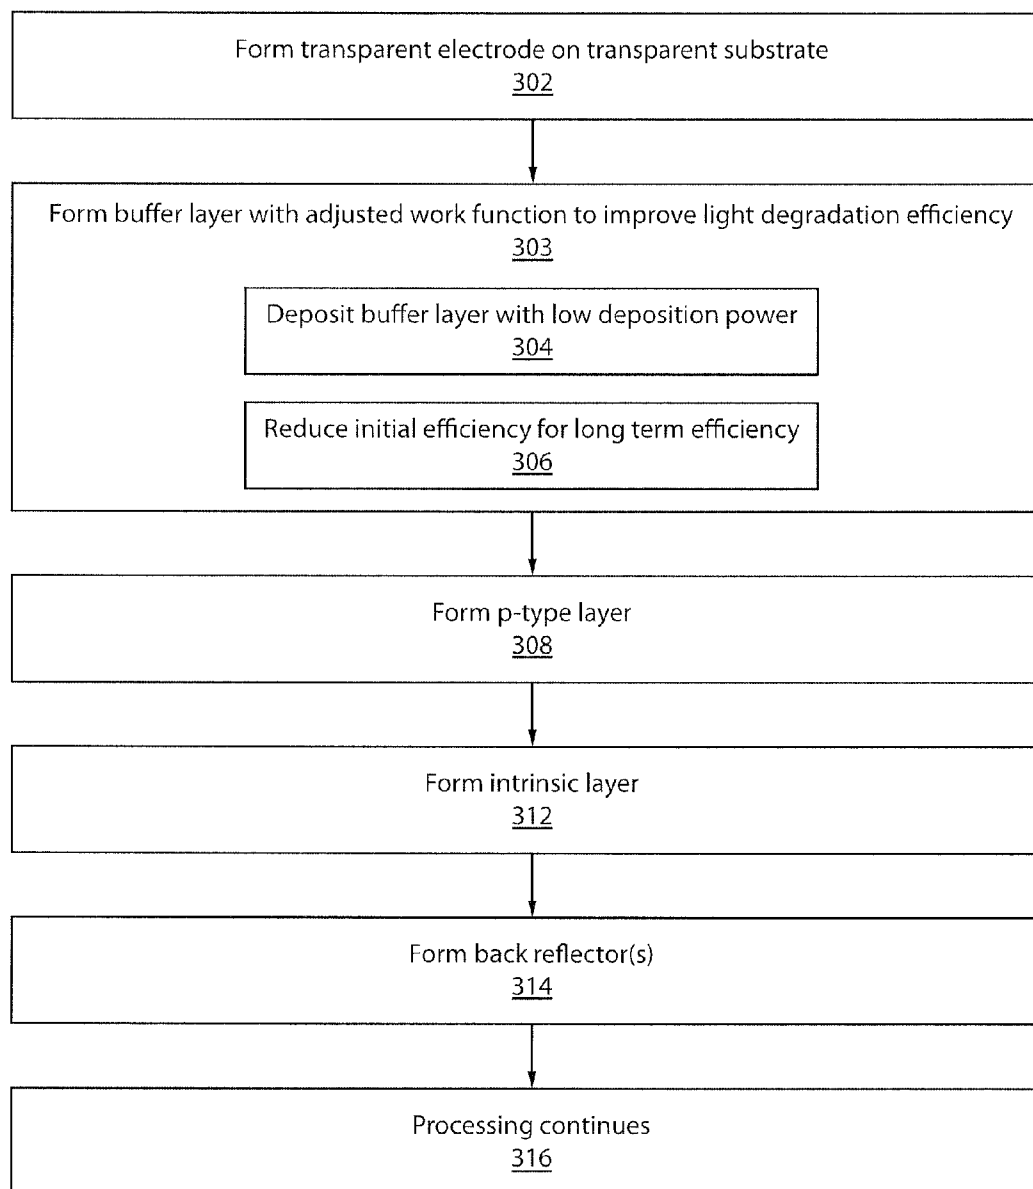 Form transparent electrode on transparent substrate
302
Form buffer layer with adjusted work function to improve light degradation efficiency
303
Deposit buffer layer with low deposition power
304
Reduce initial efficiency for long term efficiency
306
Form p-type layer
308
Form intrinsic layer
312
Form back reflector(s)
314
Processing continues
316